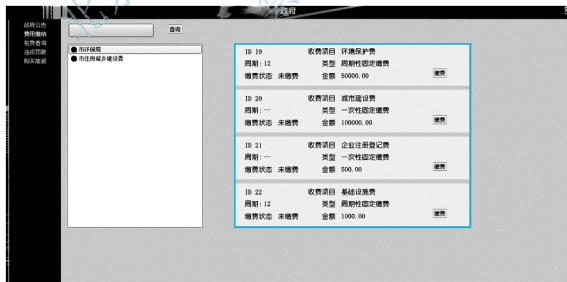 政府
政府公告
费用缴纳
税费查询
违规罚款
购买能源
查询
市环保局
市住房城乡建设委
ID 19 收费项目 环境保护费
周期: 12 类型 周期性固定缴费
缴费状态 未缴费 金额 50000.00 缴费
ID 20 收费项目 城市建设费
周期: — 类型 一次性固定缴费
缴费状态 未缴费 金额 100000.00 缴费
ID 21 收费项目 企业注册登记费
周期: — 类型 一次性固定缴费
缴费状态 未缴费 金额 500.00 缴费
ID 22 收费项目 基础设施费
周期: 12 类型 周期性固定缴费
缴费状态 未缴费 金额 1000.00 缴费